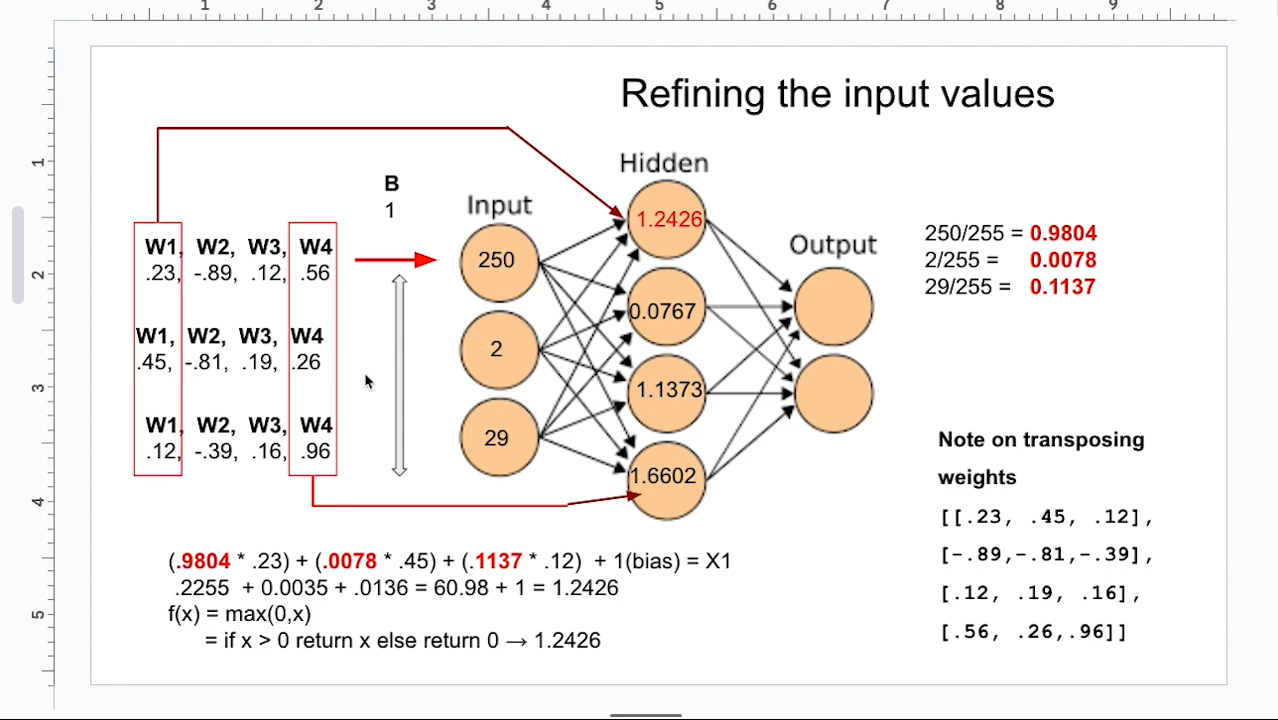 1 2 3 4 5 6 7 8 9
1
2
3
4
5
Refining the input values
B
1
Input
Hidden
Output
W1, W2, W3, W4
.23, -.89, .12, .56
W1, W2, W3, W4
.45, -.81, .19, .26
W1, W2, W3, W4
.12, -.39, .16, .96
250
2
29
1.2426
0.0767
1.1373
1.6602
250/255 = 0.9804
2/255 = 0.0078
29/255 = 0.1137
(.9804 * .23) + (.0078 * .45) + (.1137 * .12) + 1(bias) = X1
.2255 + 0.0035 + .0136 = 60.98 + 1 = 1.2426
f(x) = max(0,x)
= if x > 0 return x else return 0 → 1.2426
Note on transposing
weights
[[.23, .45, .12],
[-.89,-.81,-.39],
[.12, .19, .16],
[.56, .26,.96]]